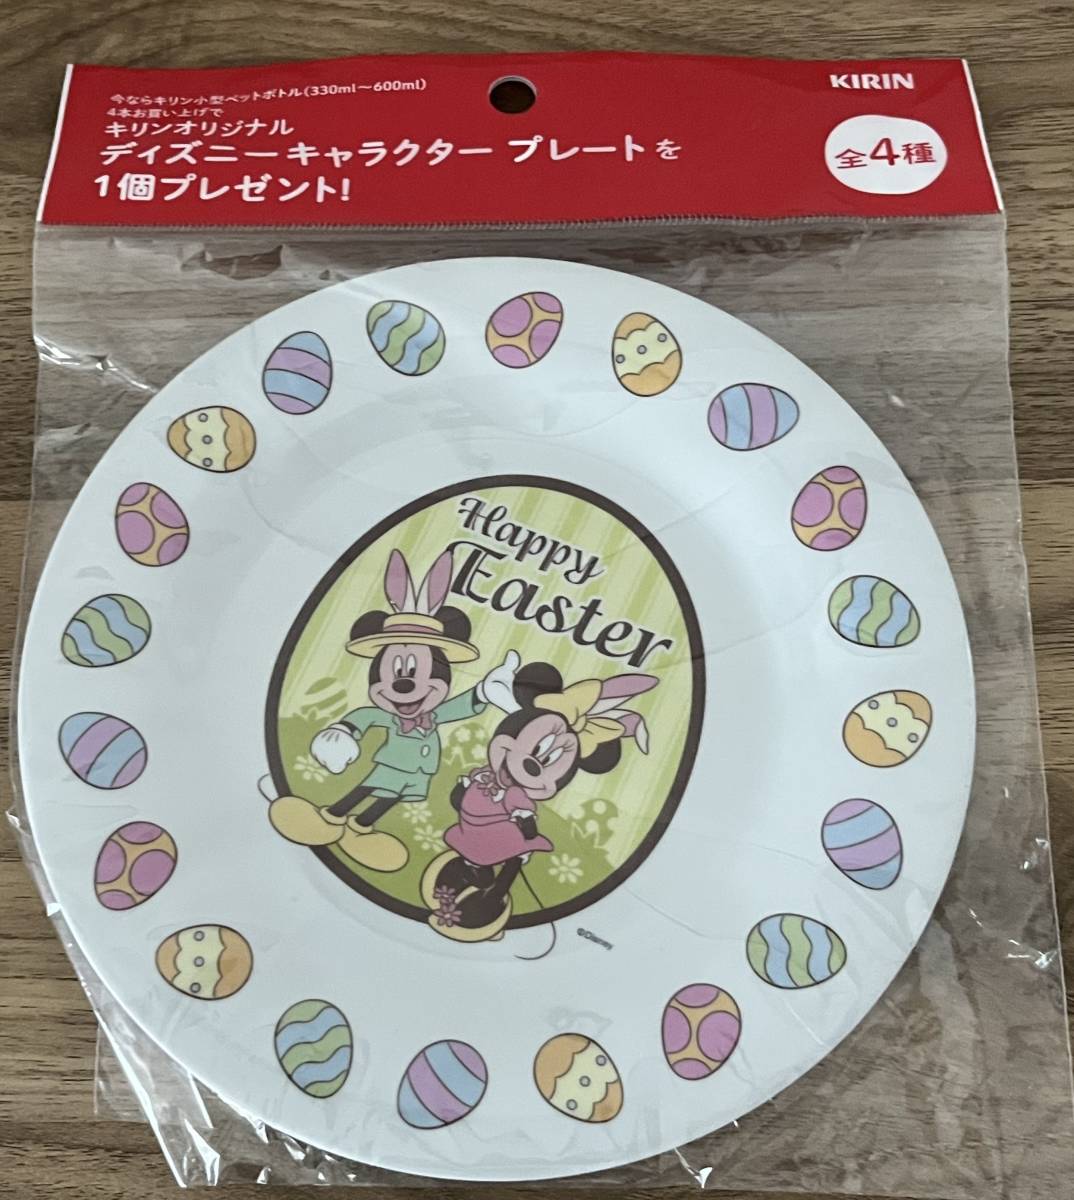 今ならキリン小型ペットボトル(330ml～600ml)
4本お買い上げで
キリンオリジナル
ディズニーキャラクター プレートを
1個プレゼント!
KIRIN
全4種
Happy
Easter
©Disney